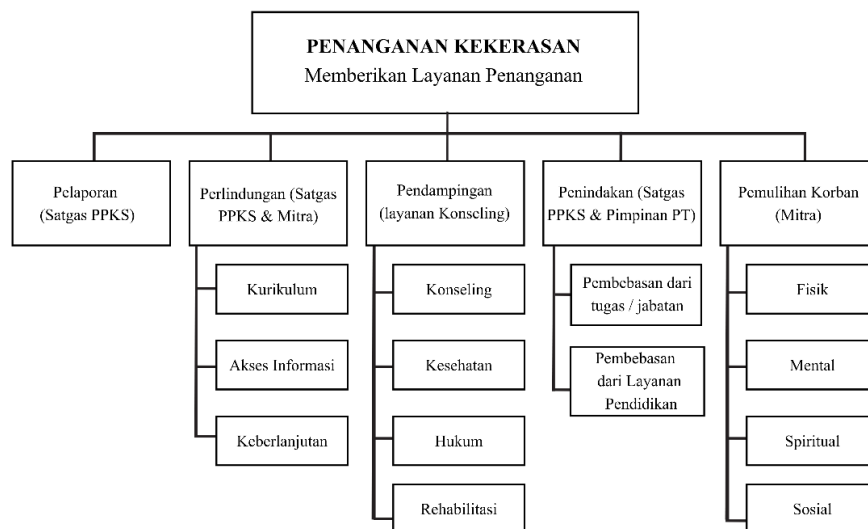 PENANGANAN KEKERASAN
Memberikan Layanan Penanganan
Pelaporan
(Satgas PPKS)
Perlindungan (Satgas
PPKS & Mitra)
Kurikulum
Akses Informasi
Keberlanjutan
Pendampingan
(layanan Konseling)
Konseling
Kesehatan
Hukum
Rehabilitasi
Penindakan (Satgas
PPKS & Pimpinan PT)
Pembebasan dari
tugas / jabatan
Pembebasan
dari Layanan
Pendidikan
Pemulihan Korban
(Mitra)
Fisik
Mental
Spiritual
Sosial